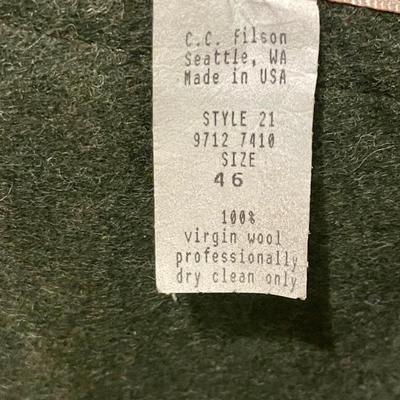 C.C. filson
Seattle, WA
Made in USA
STYLE 21
9712 7410
SIZE
46
100%
virgin wool
professionally
dry clean only